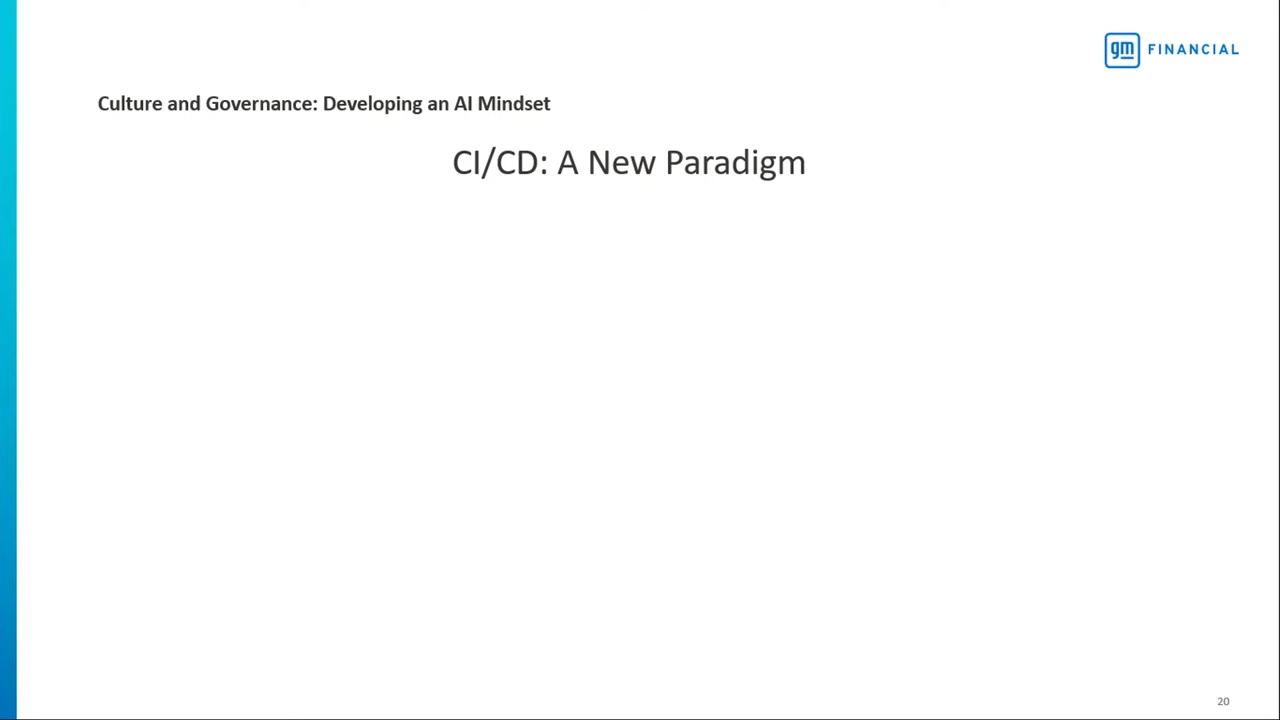 gm FINANCIAL
Culture and Governance: Developing an AI Mindset
CI/CD: A New Paradigm
20